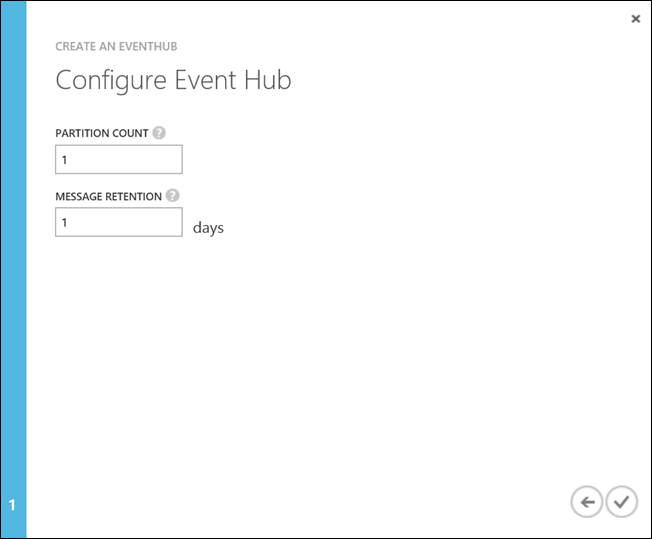 CREATE AN EVENTHUB
Configure Event Hub
PARTITION COUNT ?
1
MESSAGE RETENTION ?
1 days
1